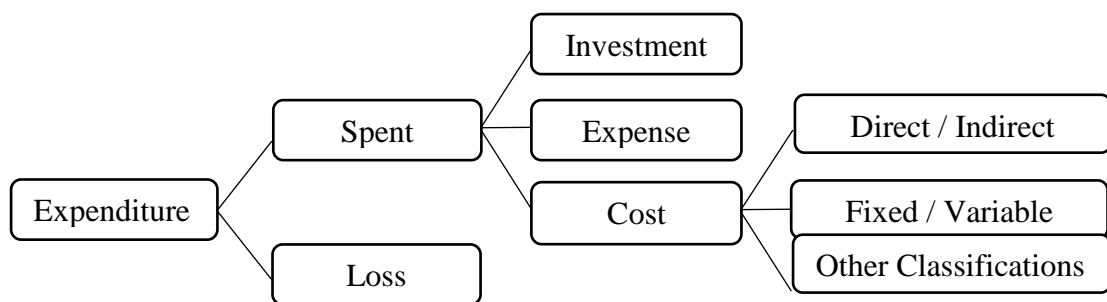 Investment
Spent
Expense
Direct / Indirect
Expenditure
Cost
Fixed / Variable
Loss
Other Classifications